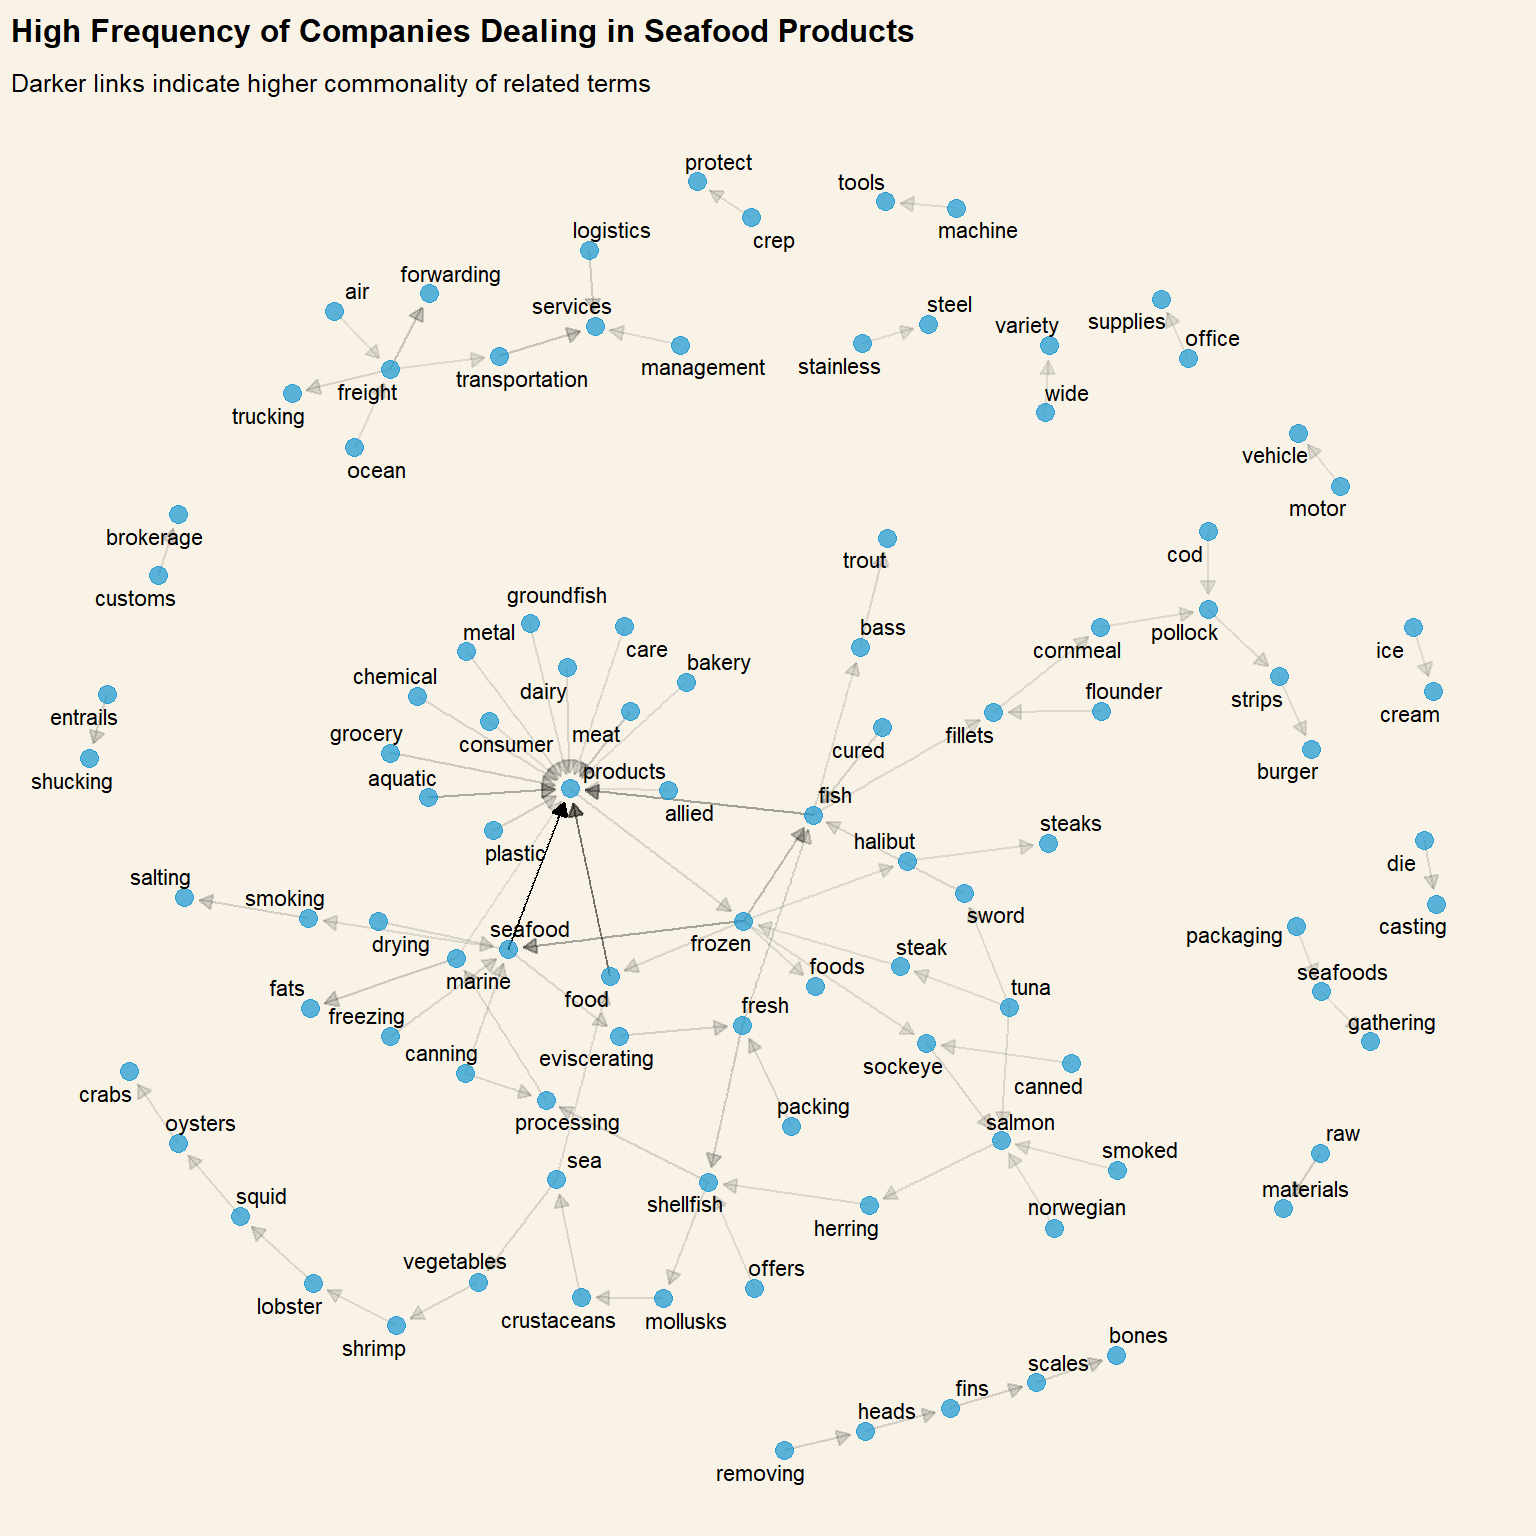 High Frequency of Companies Dealing in Seafood Products
Darker links indicate higher commonality of related terms
protect
tools
crep
machine
logistics
forwarding
air
services
steel
variety
supplies
office
stainless
management
transportation
freight
wide
trucking
ocean
vehicle
motor
brokerage
customs
trout
cod
groundfish
metal
care
bass
pollock
cornmeal
ice
bakery
chemical
dairy
flounder
strips
entrails
cream
grocery
consumer
meat
cured
fillets
burger
shucking
aquatic
products
fish
allied
steaks
halibut
plastic
die
salting
smoking
sword
casting
drying
seafood
frozen
steak
packaging
marine
foods
seafoods
fats
food
tuna
freezing
fresh
gathering
canning
eviscerating
sockeye
canned
crabs
packing
oysters
processing
salmon
raw
sea
smoked
squid
materials
shellfish
norwegian
herring
vegetables
offers
lobster
crustaceans
mollusks
shrimp
bones
scales
fins
heads
removing